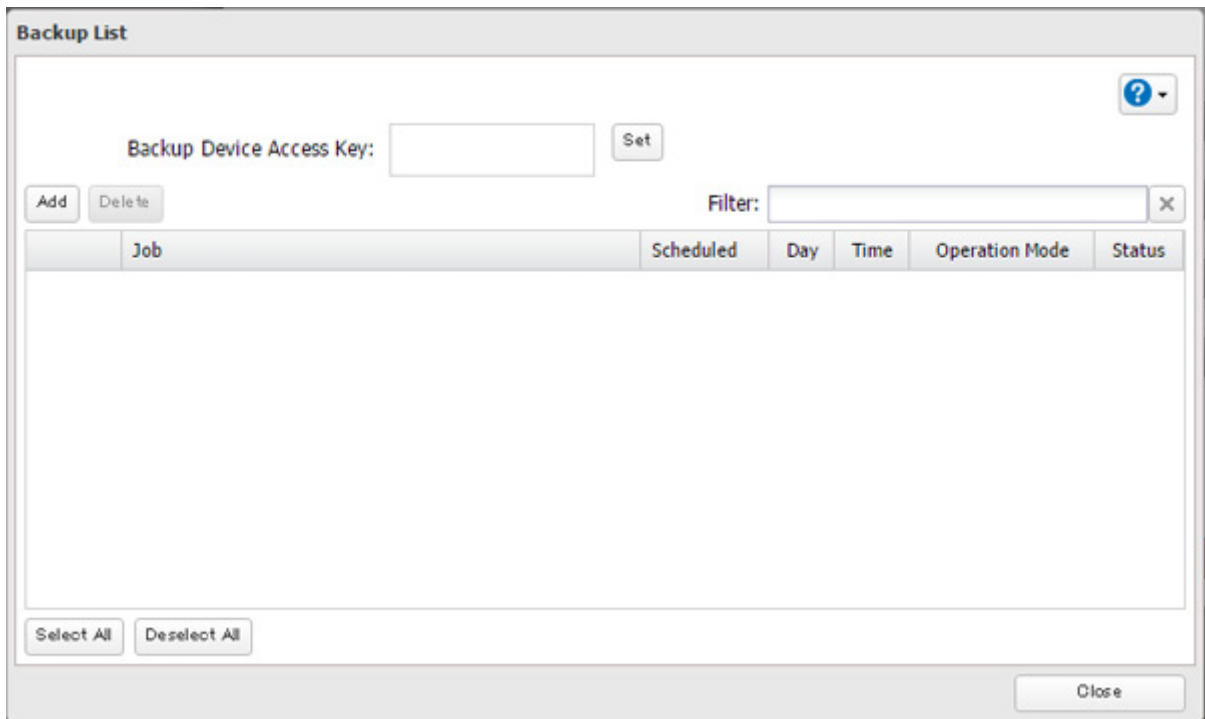 Backup List
?
Backup Device Access Key: Set
Add Delete Filter: ×
Job Scheduled Day Time Operation Mode Status
Select All Deselect All
Close